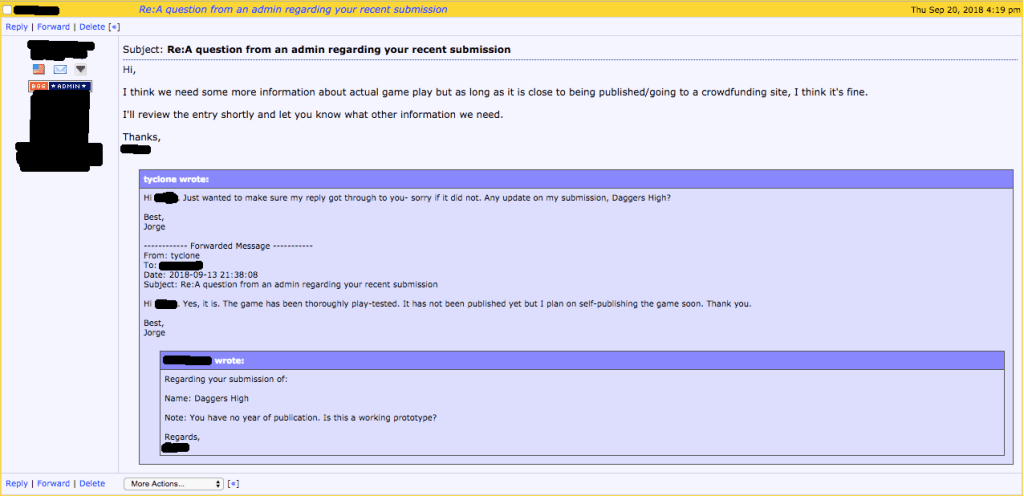 Re:A question from an admin regarding your recent submission
Thu Sep 20, 2018 4:19 pm
Reply | Forward | Delete [«]
Subject: Re:A question from an admin regarding your recent submission
BGG ★ADMIN★
Hi,
I think we need some more information about actual game play but as long as it is close to being published/going to a crowdfunding site, I think it's fine.
I'll review the entry shortly and let you know what other information we need.
Thanks,
tyclone wrote:
Hi . Just wanted to make sure my reply got through to you- sorry if it did not. Any update on my submission, Daggers High?
Best,
Jorge
------------ Forwarded Message -----------
From: tyclone
To:
Date: 2018-09-13 21:38:08
Subject: Re:A question from an admin regarding your recent submission
Hi . Yes, it is. The game has been thoroughly play-tested. It has not been published yet but I plan on self-publishing the game soon. Thank you.
Best,
Jorge
wrote:
Regarding your submission of:
Name: Daggers High
Note: You have no year of publication. Is this a working prototype?
Regards,
Reply | Forward | Delete
More Actions... [«]